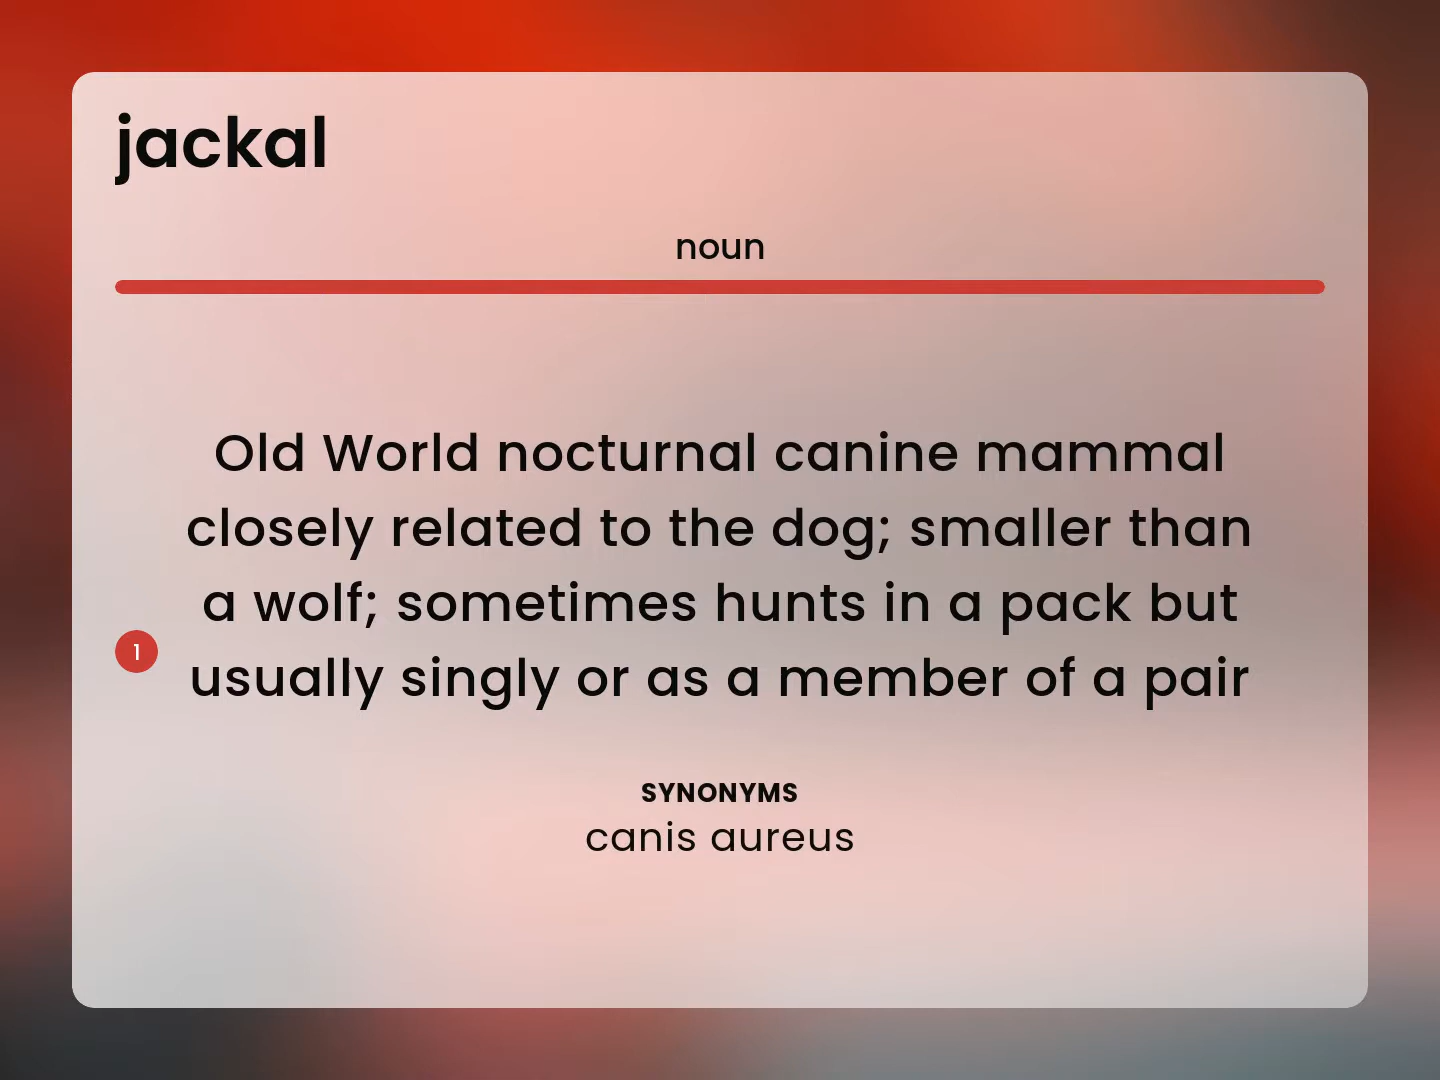 jackal
noun
Old World nocturnal canine mammal
closely related to the dog; smaller than
a wolf; sometimes hunts in a pack but
1
usually singly or as a member of a pair
SYNONYMS
canis aureus